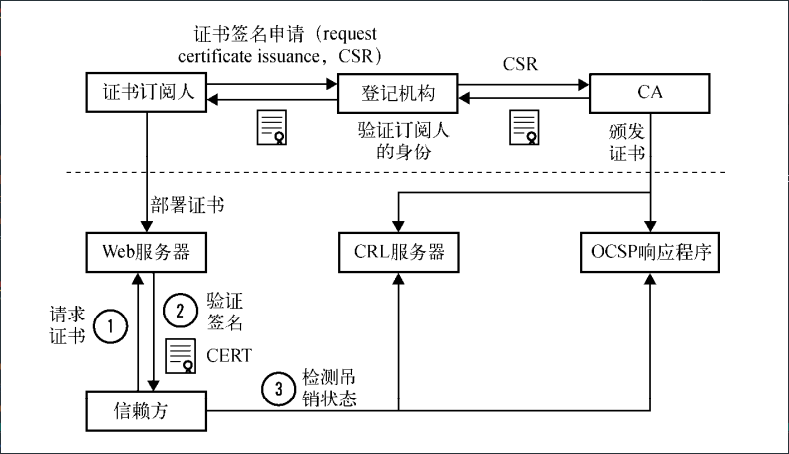 证书签名申请（request
certificate issuance，CSR）
CSR
证书订阅人
登记机构
CA
验证订阅人
的身份
颁发
证书
部署证书
Web服务器
CRL服务器
OCSP响应程序
请求
证书
1
2
验证
签名
CERT
3
检测吊
销状态
信赖方